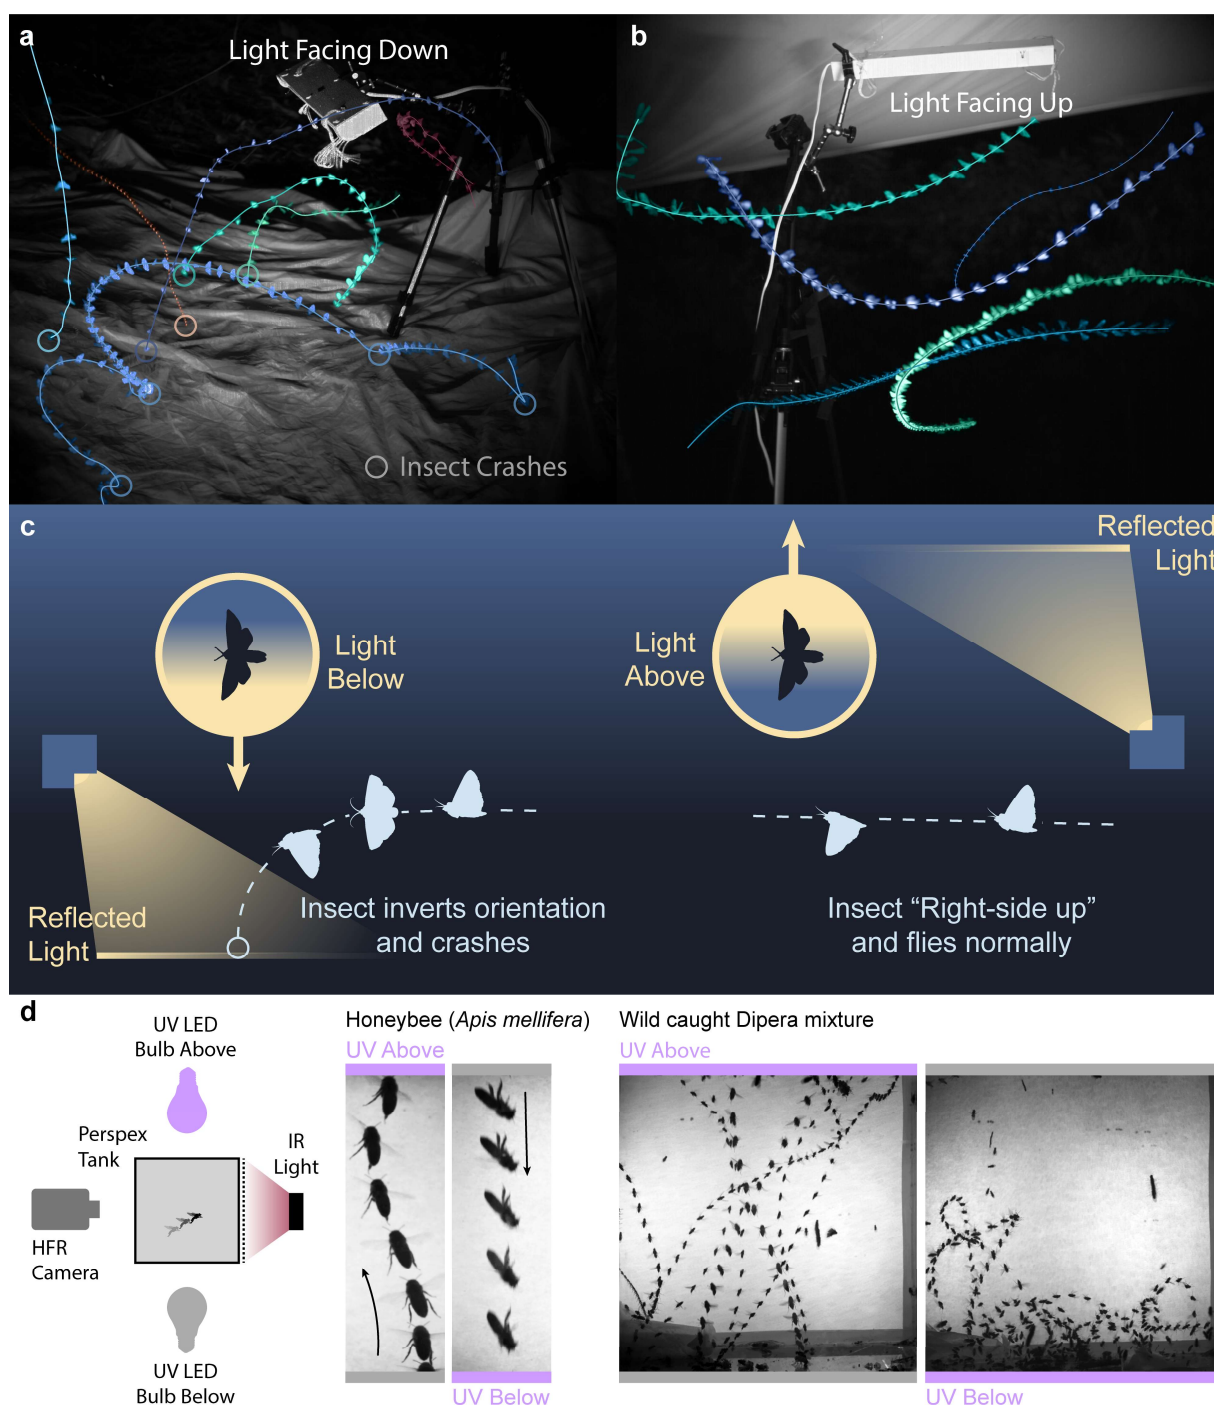 a
Light Facing Down
Insect Crashes
b
Light Facing Up
c
Light
Below
Reflected
Light
Insect inverts orientation
and crashes
Light
Above
Reflected
Light
Insect “Right-side up”
and flies normally
d
UV LED
Bulb Above
Perspex
Tank
IR
Light
HFR
Camera
UV LED
Bulb Below
Honeybee (Apis mellifera)
UV Above
UV Below
Wild caught Dipera mixture
UV Above
UV Below